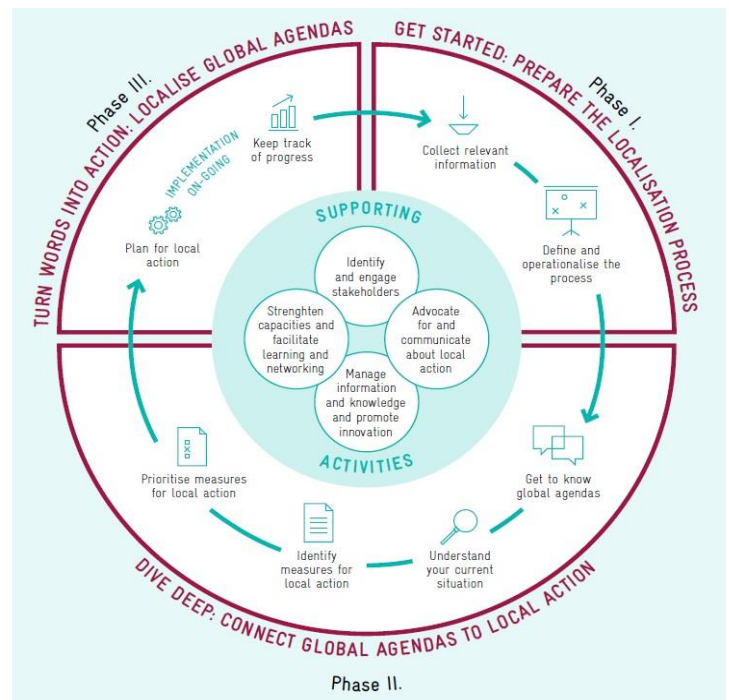 Phase I.
GET STARTED: PREPARE THE LOCALISATION PROCESS
Collect relevant
information
Define and
operationalise the
process
Phase II.
DIVE DEEP: CONNECT GLOBAL AGENDAS TO LOCAL ACTION
Get to know
global agendas
Understand
your current
situation
Identify
measures for
local action
Prioritise measures
for local action
Phase III.
TURN WORDS INTO ACTION: LOCALISE GLOBAL AGENDAS
Plan for local
action
IMPLEMENTATION
ON-GOING
Keep track
of progress
SUPPORTING
Identify
and engage
stakeholders
Strenghten
capacities and
facilitate
learning and
networking
Advocate
for and
communicate
about local
action
Manage
information
and knowledge
and promote
innovation
ACTIVITIES